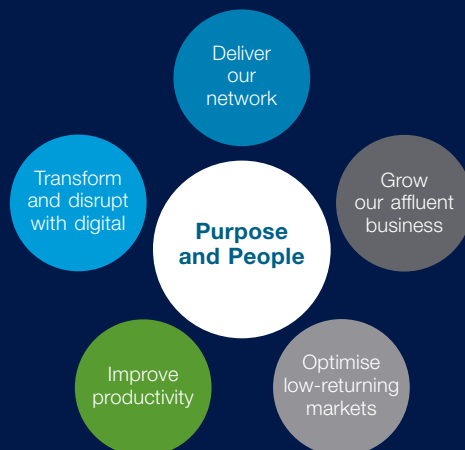 Deliver
our
network
Transform
and disrupt
with digital
Grow
our affluent
business
Purpose
and People
Improve
productivity
Optimise
low-returning
markets